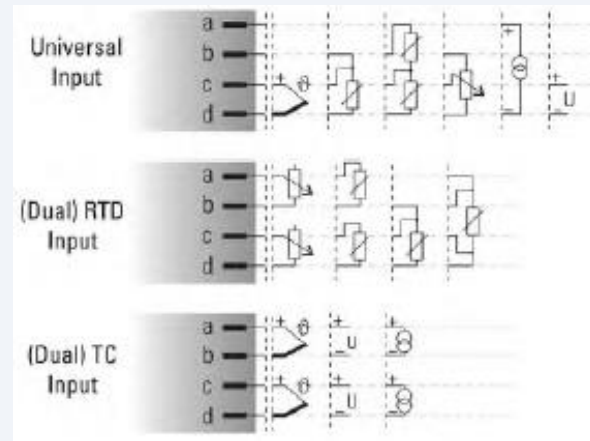 Universal
Input
a
b
c
d
+ ϑ
+
−
+
−
U
(Dual) RTD
Input
a
b
c
d
(Dual) TC
Input
a
b
c
d
+ ϑ
+
−
U
+
−
+ ϑ
+
−
U
+
−